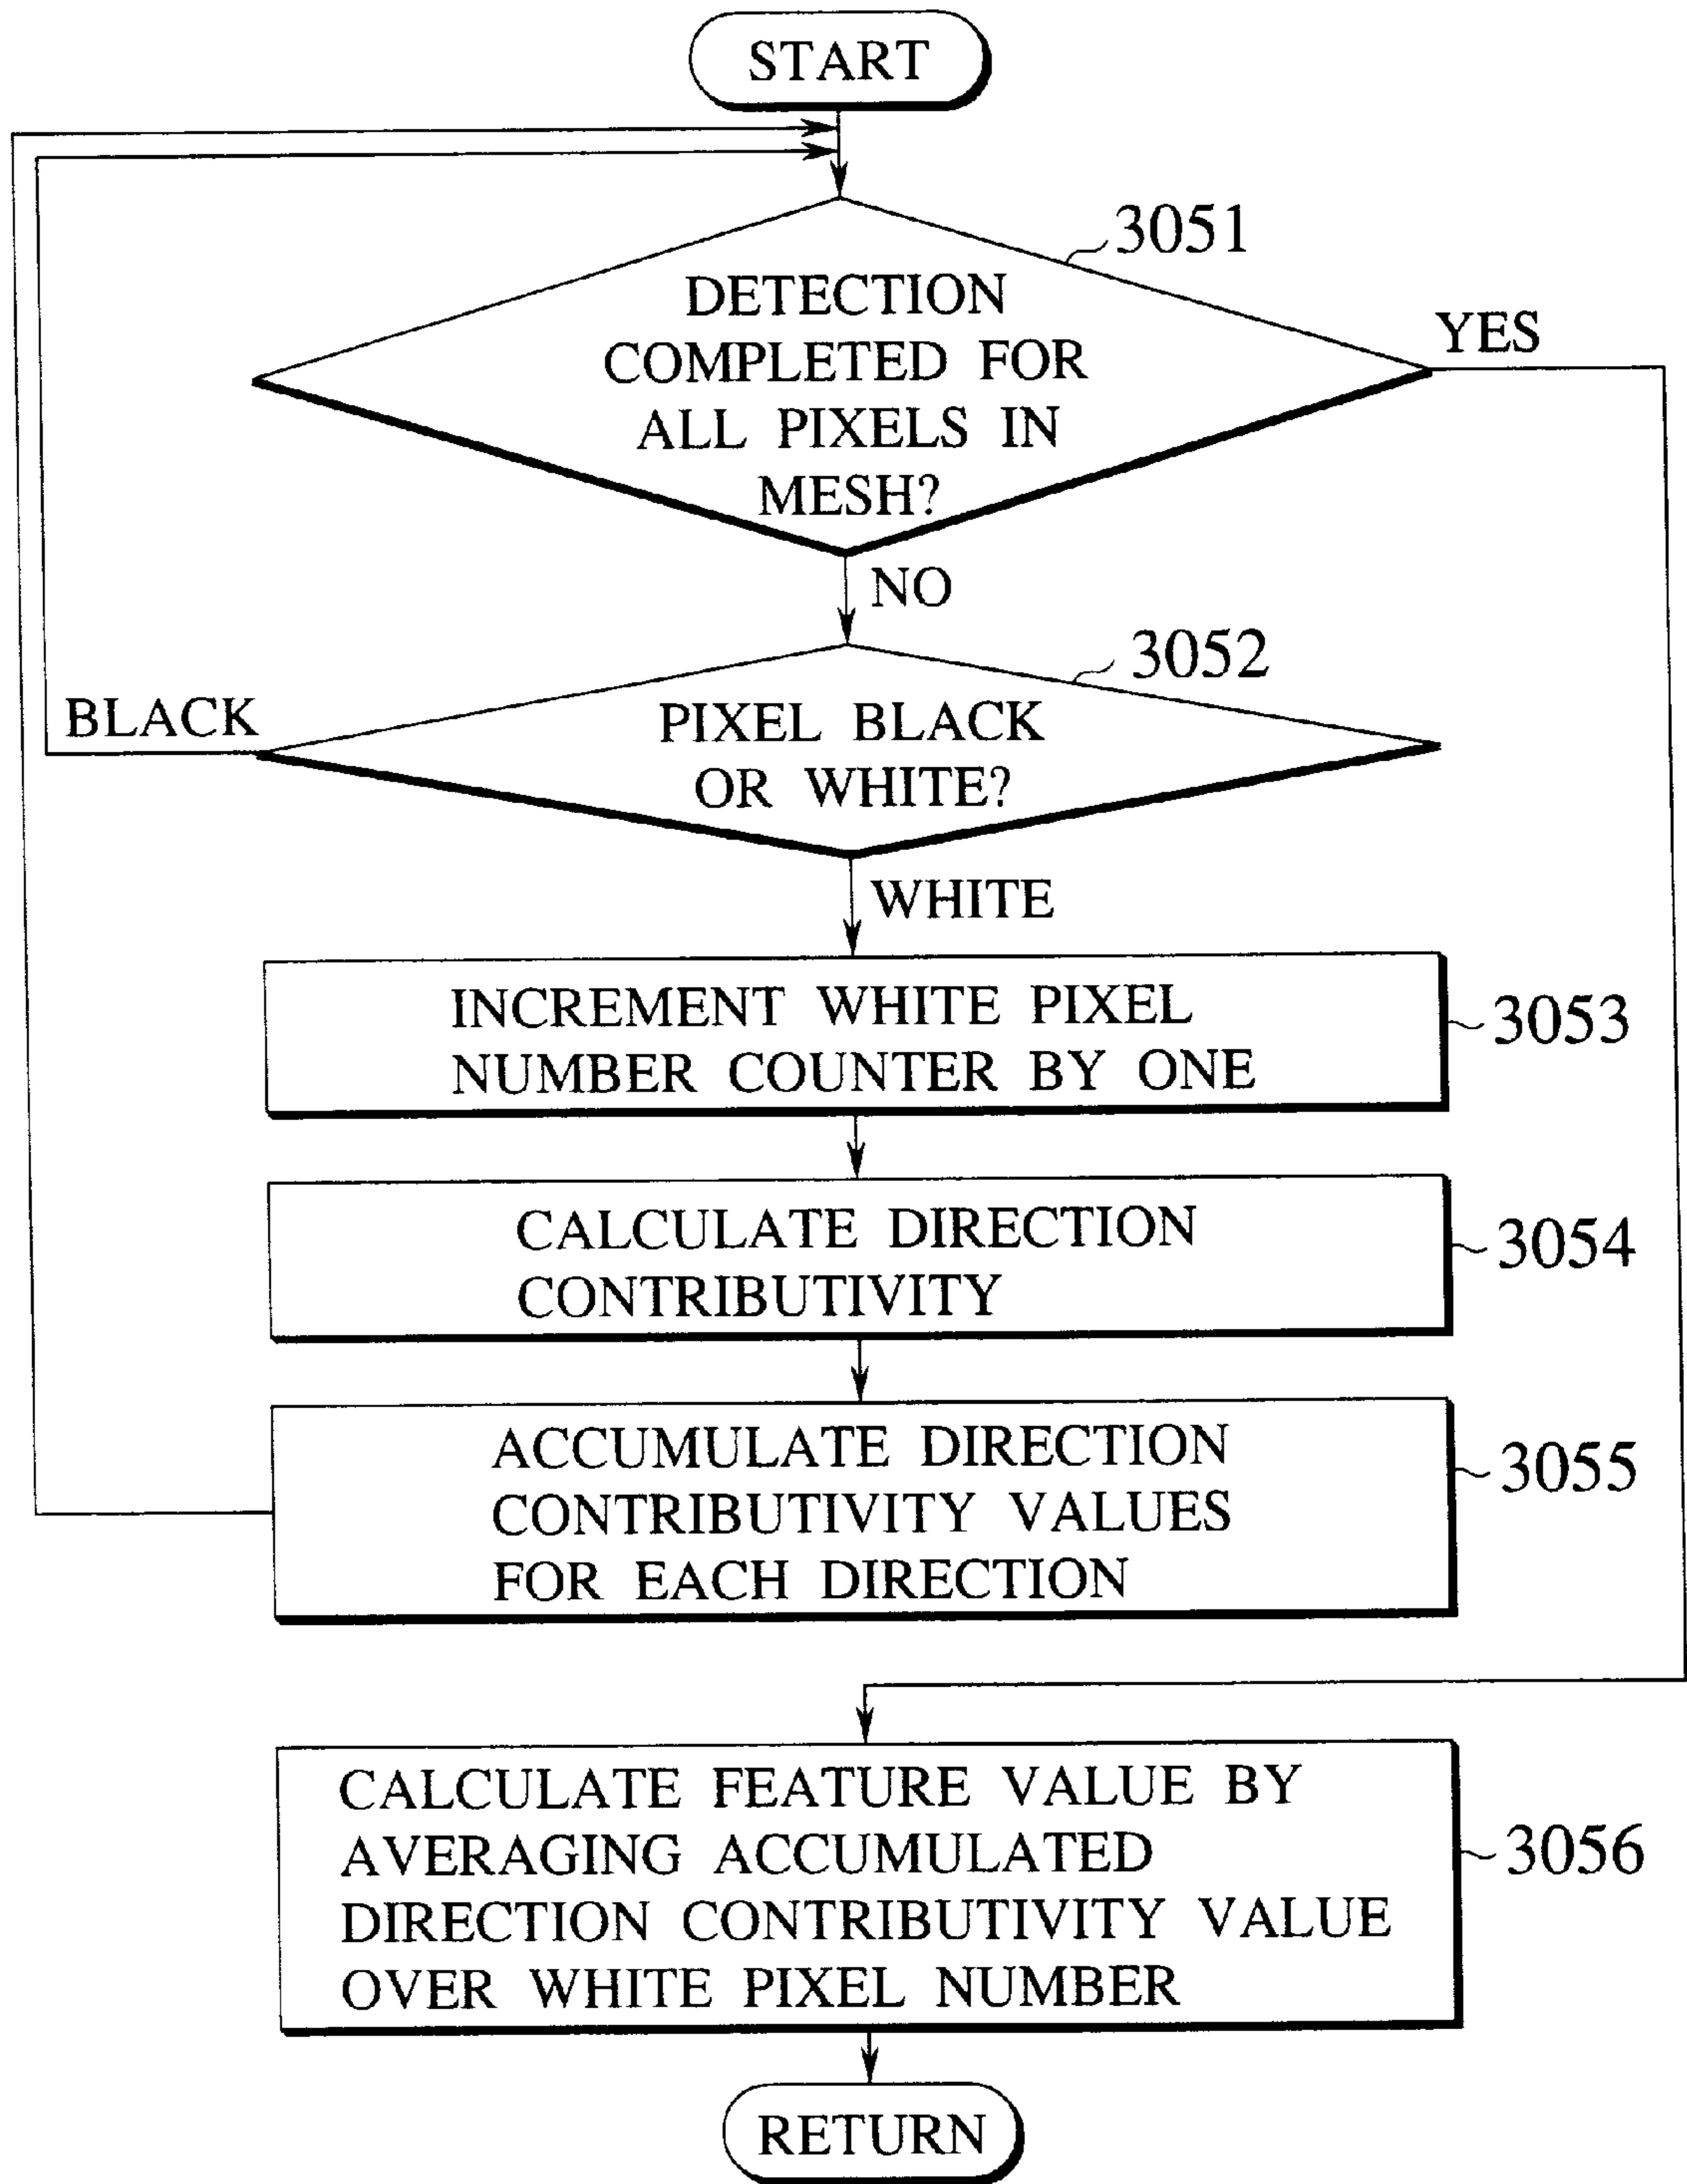 START
3051
DETECTION
COMPLETED FOR
ALL PIXELS IN
MESH?
YES
NO
3052
PIXEL BLACK
OR WHITE?
BLACK
WHITE
INCREMENT WHITE PIXEL
NUMBER COUNTER BY ONE
3053
CALCULATE DIRECTION
CONTRIBUTIVITY
3054
ACCUMULATE DIRECTION
CONTRIBUTIVITY VALUES
FOR EACH DIRECTION
3055
CALCULATE FEATURE VALUE BY
AVERAGING ACCUMULATED
DIRECTION CONTRIBUTIVITY VALUE
OVER WHITE PIXEL NUMBER
3056
RETURN